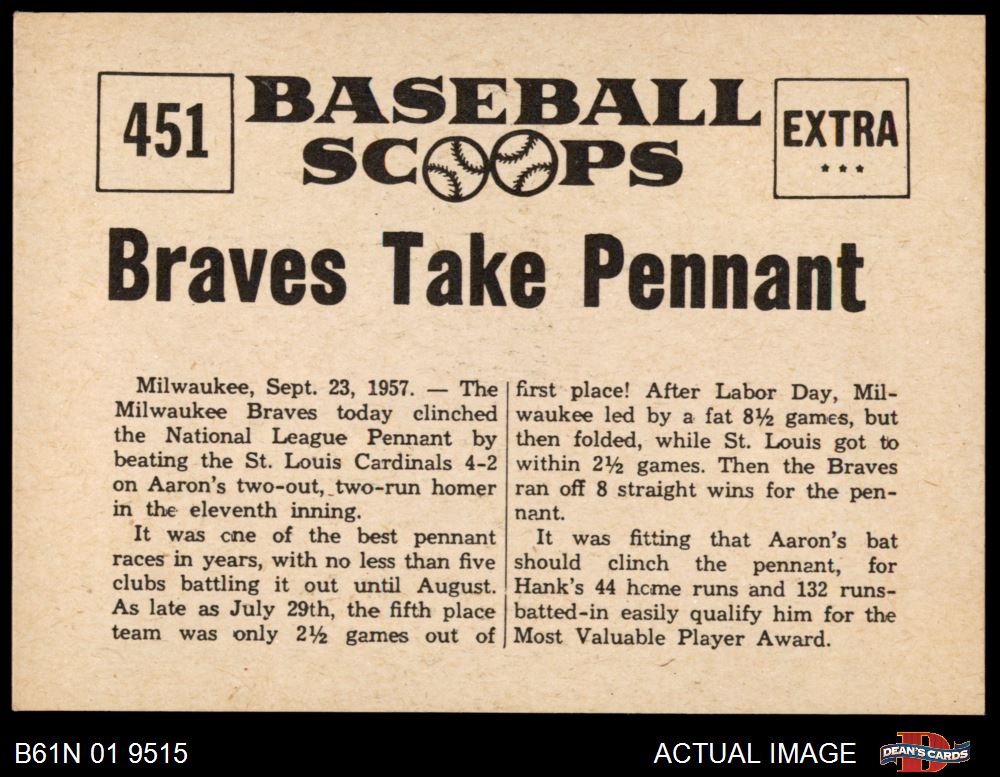 451
BASEBALL
SCOOPS
EXTRA
Braves Take Pennant
Milwaukee, Sept. 23, 1957. — The
Milwaukee Braves today clinched
the National League Pennant by
beating the St. Louis Cardinals 4-2
on Aaron's two-out, two-run homer
in the eleventh inning.
It was one of the best pennant
races in years, with no less than five
clubs battling it out until August.
As late as July 29th, the fifth place
team was only 2½ games out of
first place! After Labor Day, Mil-
waukee led by a fat 8½ games, but
then folded, while St. Louis got to
within 2½ games. Then the Braves
ran off 8 straight wins for the pen-
nant.
It was fitting that Aaron's bat
should clinch the pennant, for
Hank's 44 home runs and 132 runs-
batted-in easily qualify him for the
Most Valuable Player Award.
B61N 01 9515
ACTUAL IMAGE
DEAN'S CARDS